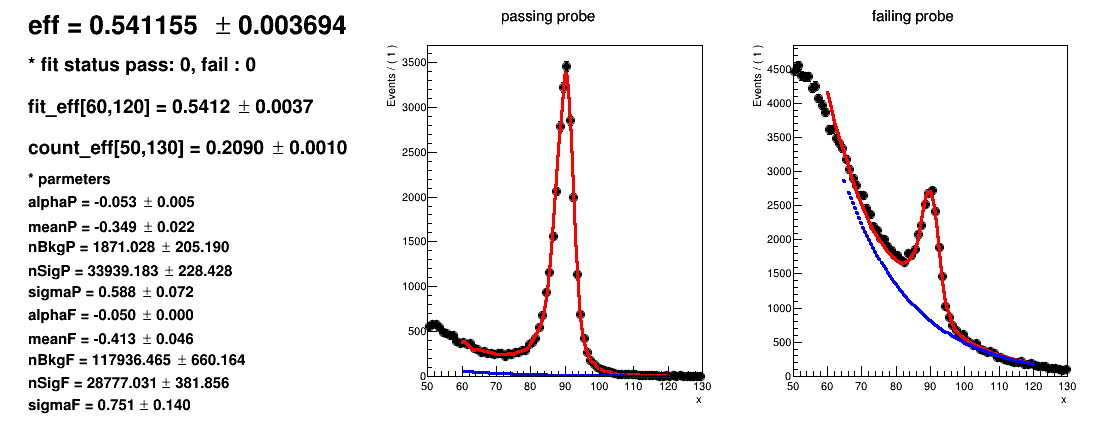 eff = 0.541155 ± 0.003694
* fit status pass: 0, fail : 0
fit_eff[60,120] = 0.5412 ± 0.0037
count_eff[50,130] = 0.2090 ± 0.0010
* parmeters
alphaP = -0.053 ± 0.005
meanP = -0.349 ± 0.022
nBkgP = 1871.028 ± 205.190
nSigP = 33939.183 ± 228.428
sigmaP = 0.588 ± 0.072
alphaF = -0.050 ± 0.000
meanF = -0.413 ± 0.046
nBkgF = 117936.465 ± 660.164
nSigF = 28777.031 ± 381.856
sigmaF = 0.751 ± 0.140
passing probe
Events / ( 1 )
3500
3000
2500
2000
1500
1000
500
0
50 60 70 80 90 100 110 120 130
x
failing probe
Events / ( 1 )
4500
4000
3500
3000
2500
2000
1500
1000
500
0
50 60 70 80 90 100 110 120 130
x